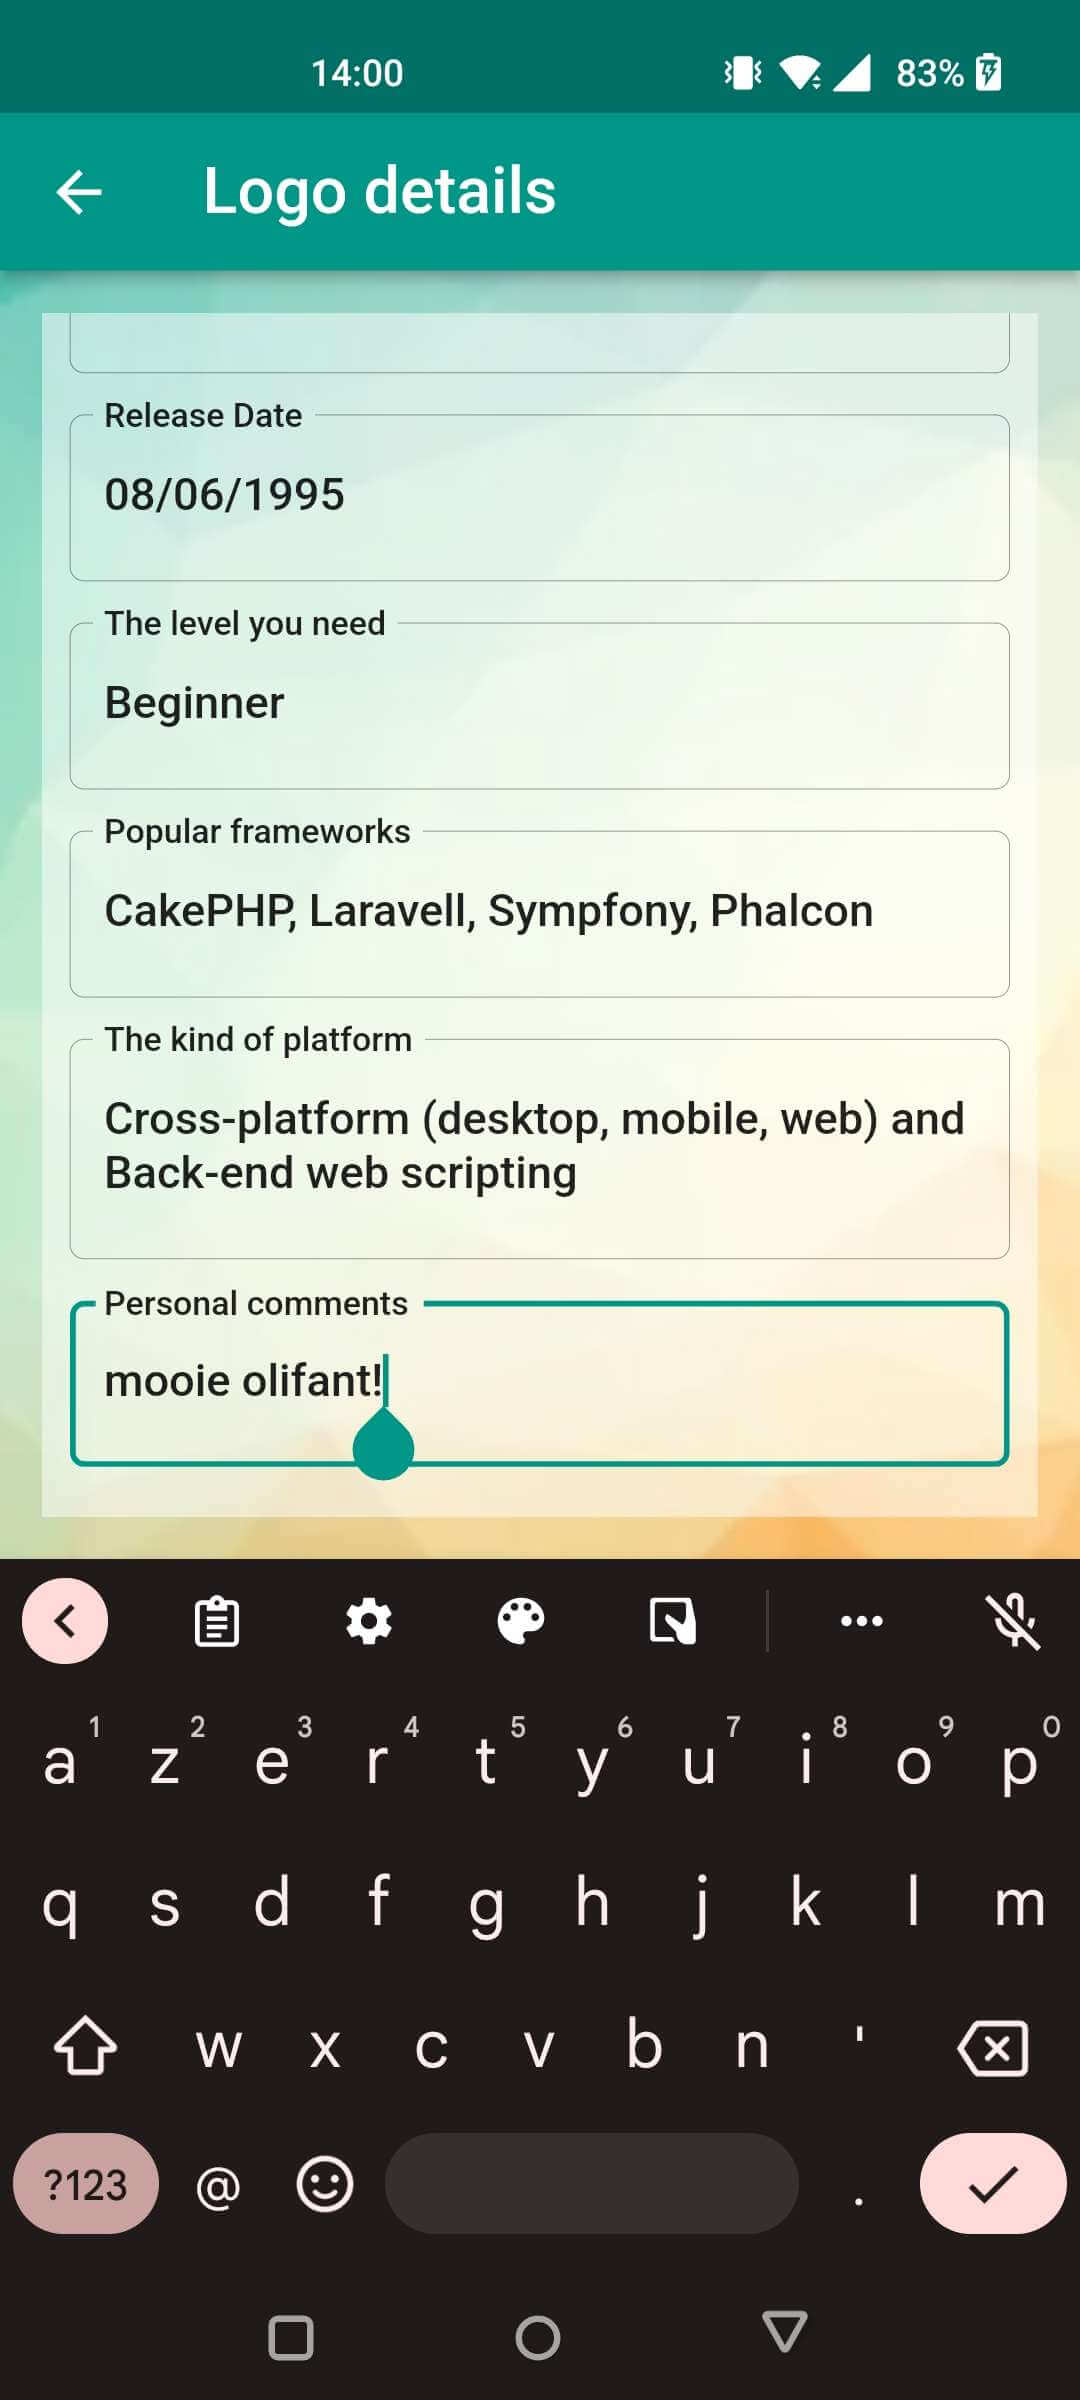 14:00
83%
Logo details
Release Date
08/06/1995
The level you need
Beginner
Popular frameworks
CakePHP, Laravell, Sympfony, Phalcon
The kind of platform
Cross-platform (desktop, mobile, web) and
Back-end web scripting
Personal comments
mooie olifant!
1 2 3 4 5 6 7 8 9 0
a z e r t y u i o p
q s d f g h j k l m
w x c v b n '
?123 @ .